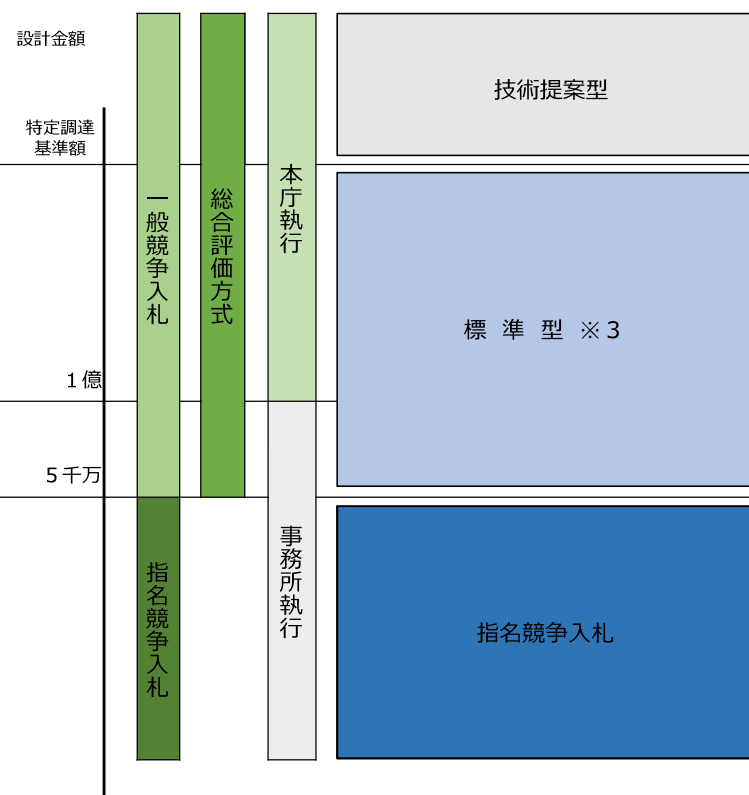 設計金額
特定調達
基準額
1億
5千万
一般競争入札
指名競争入札
総合評価方式
本庁執行
事務所執行
技術提案型
標 準 型 ※3
指名競争入札